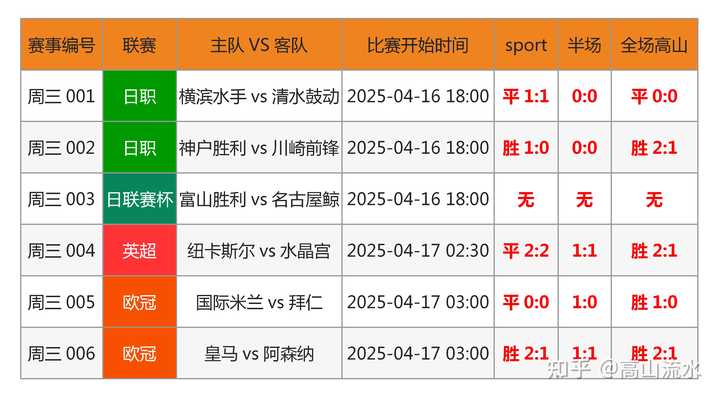 赛事编号 联赛 主队 VS 客队 比赛开始时间 sport 半场 全场高山
周三 001 日职 横滨水手 vs 清水鼓动 2025-04-16 18:00 平 1:1 0:0 平 0:0
周三 002 日职 神户胜利 vs 川崎前锋 2025-04-16 18:00 胜 1:0 0:0 胜 2:1
周三 003 日联赛杯 富山胜利 vs 名古屋鲸 2025-04-16 18:00 无 无 无
周三 004 英超 纽卡斯尔 vs 水晶宫 2025-04-17 02:30 平 2:2 1:1 胜 2:1
周三 005 欧冠 国际米兰 vs 拜仁 2025-04-17 03:00 平 0:0 1:0 胜 1:0
周三 006 欧冠 皇马 vs 阿森纳 2025-04-17 03:00 胜 2:1 1:1 胜 2:1
知乎 @高山流水